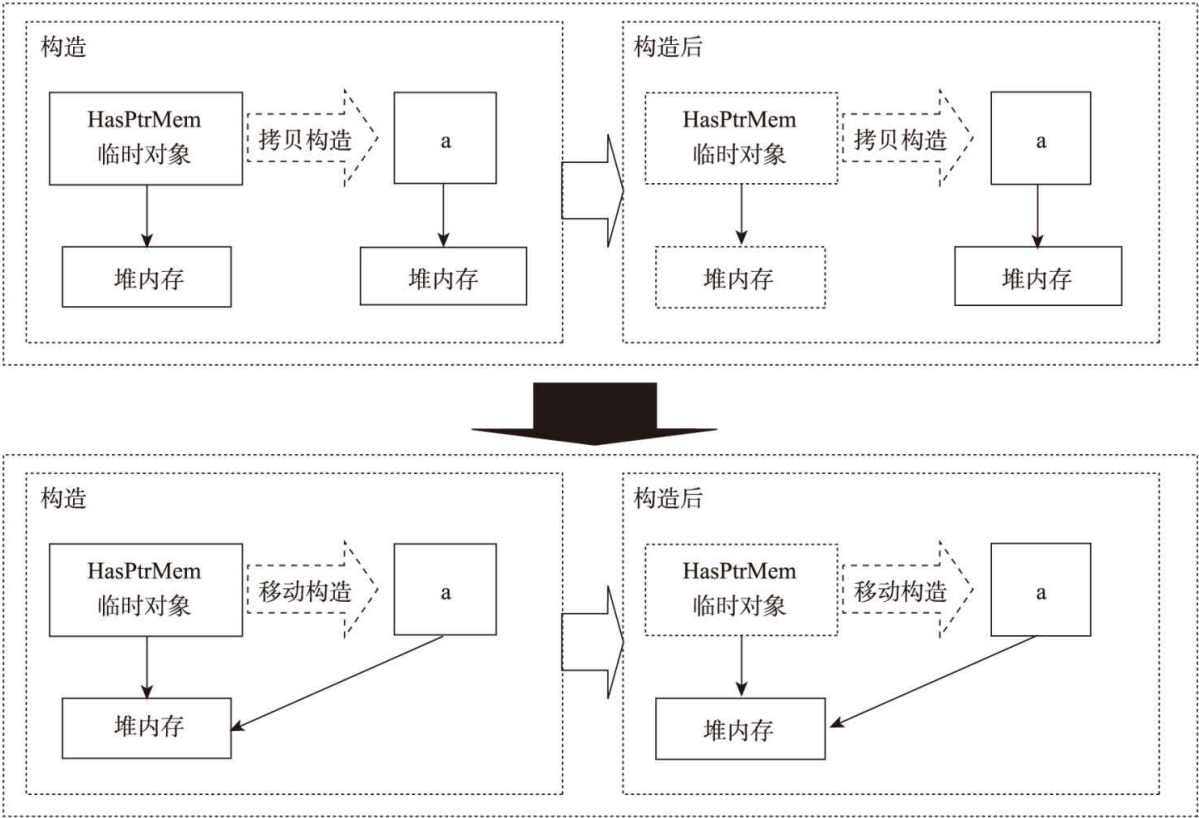 构造
HasPtrMem
临时对象
拷贝构造
a
堆内存
堆内存
构造后
HasPtrMem
临时对象
拷贝构造
a
堆内存
堆内存
构造
HasPtrMem
临时对象
移动构造
a
堆内存
构造后
HasPtrMem
临时对象
移动构造
a
堆内存